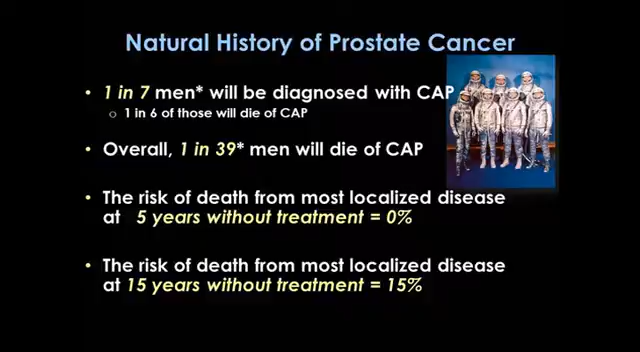 Natural History of Prostate Cancer
• 1 in 7 men* will be diagnosed with CAP
o 1 in 6 of those will die of CAP
• Overall, 1 in 39* men will die of CAP
• The risk of death from most localized disease
at 5 years without treatment = 0%
• The risk of death from most localized disease
at 15 years without treatment = 15%